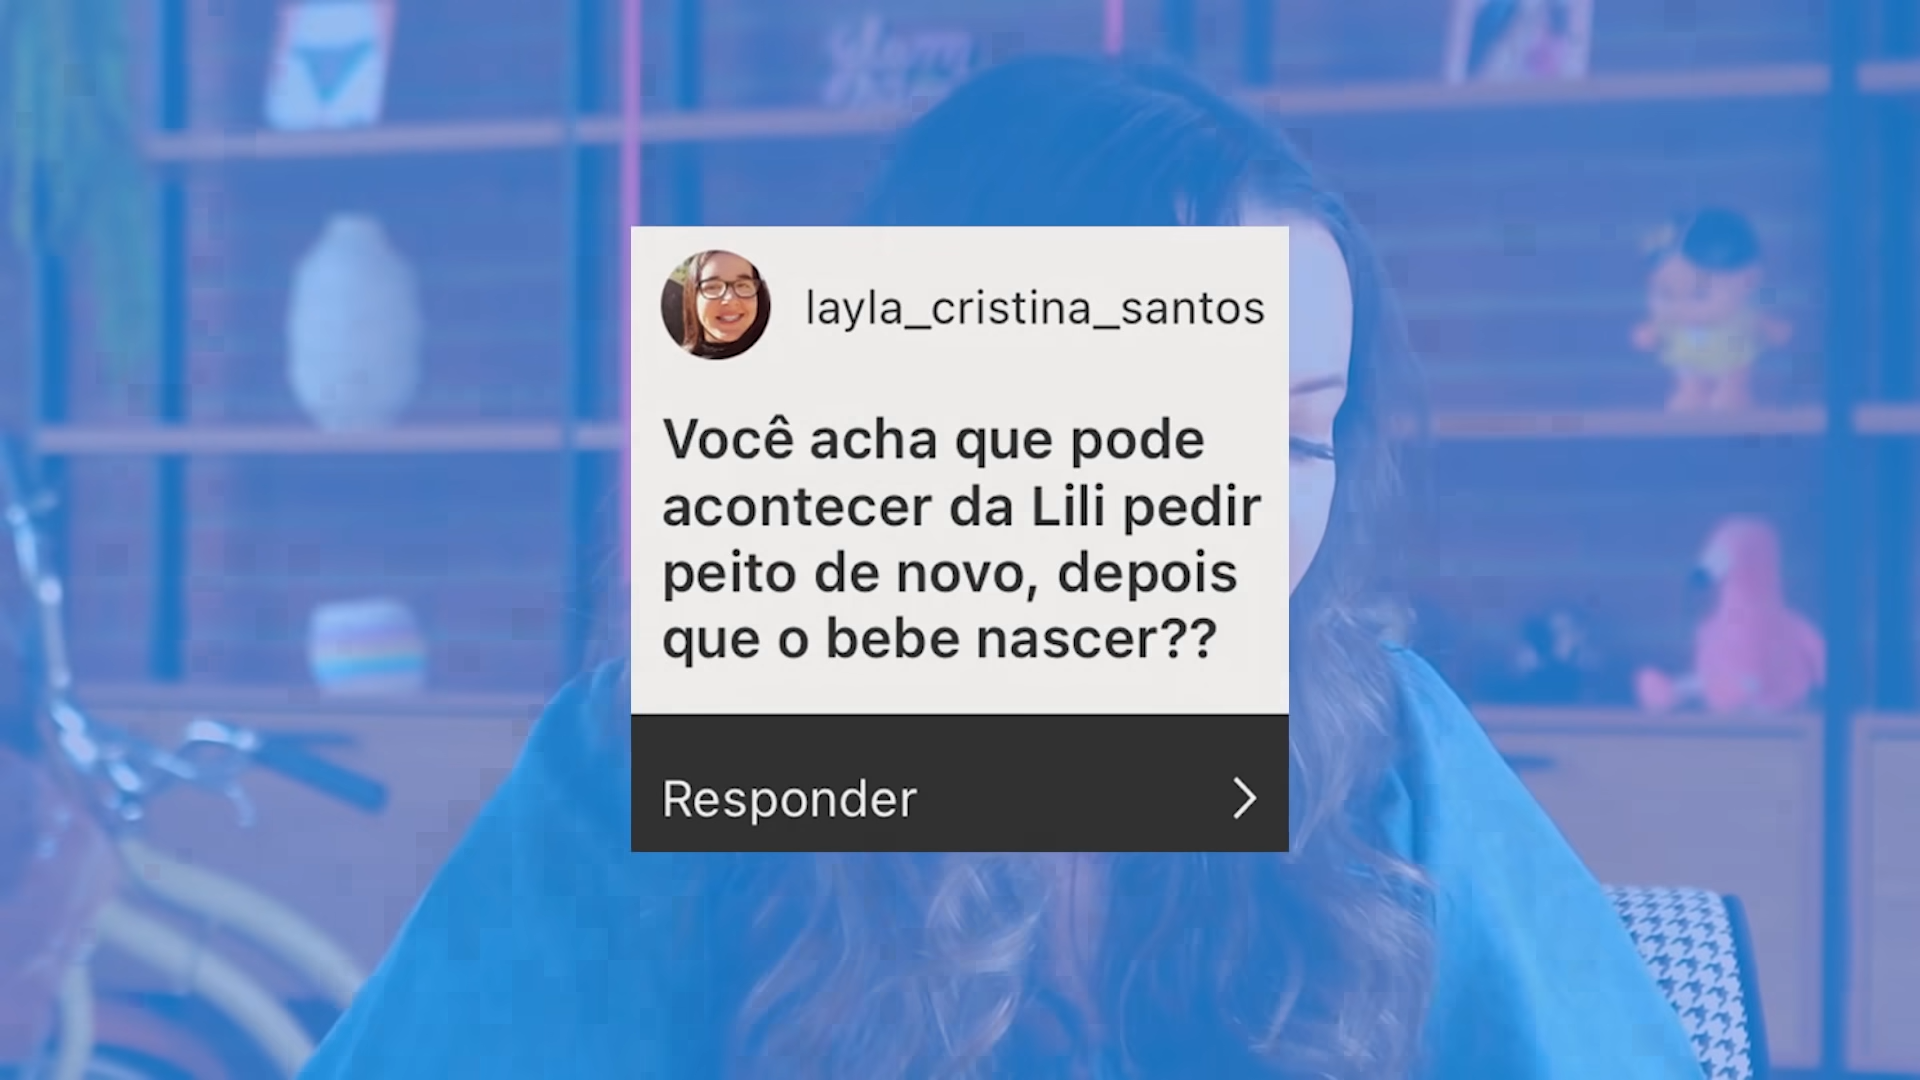 layla_cristina_santos
Você acha que pode
acontecer da Lili pedir
peito de novo, depois
que o bebe nascer??
Responder